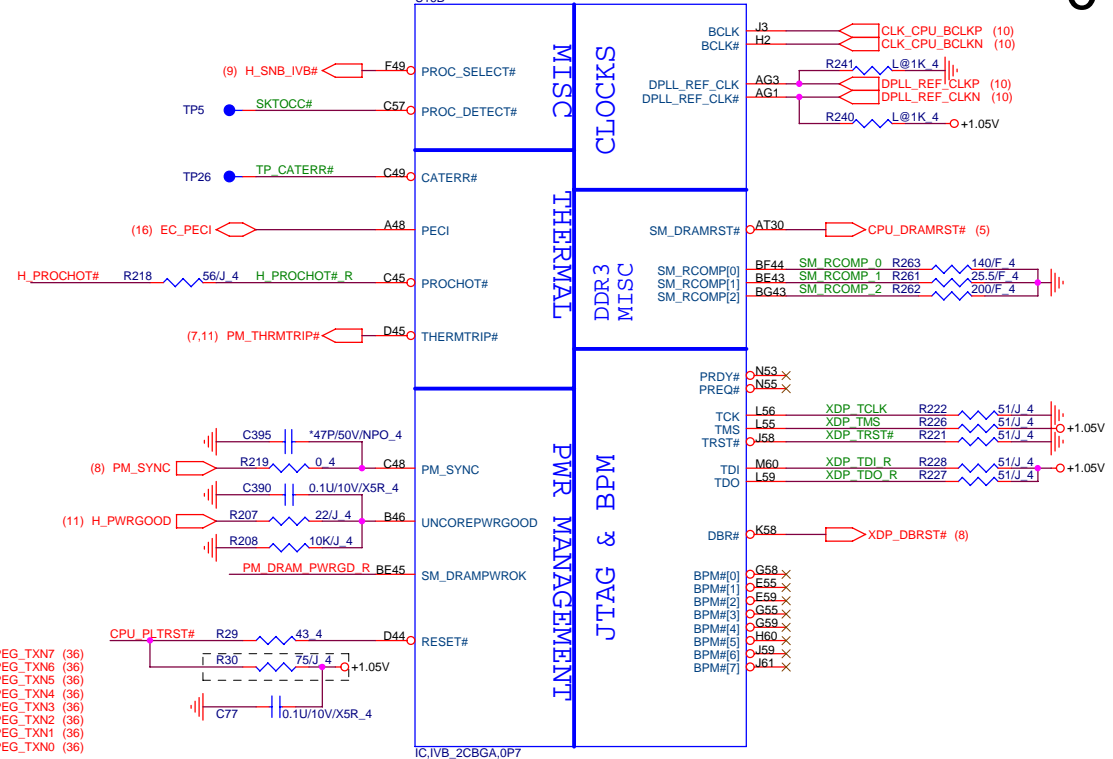 BCLK J3 CLK_CPU_BCLKP (10)
BCLK# H2 CLK_CPU_BCLKN (10)
(9) H_SNB_IVB# F49 PROC_SELECT#
MISC
CLOCKS
R241 L@1K_4
DPLL_REF_CLK AG3 DPLL_REF_CLKP (10)
DPLL_REF_CLK# AG1 DPLL_REF_CLKN (10)
TP5 SKTOCC# C57 PROC_DETECT#
R240 L@1K_4 +1.05V
TP26 TP_CATERR# C49 CATERR#
THERMAL
(16) EC_PECI A48 PECI
SM_DRAMRST# AT30 CPU_DRAMRST# (5)
DDR3
MISC
SM_RCOMP[0] BF44 SM_RCOMP_0 R263 140/F_4
SM_RCOMP[1] BE43 SM_RCOMP_1 R261 25.5/F_4
SM_RCOMP[2] BG43 SM_RCOMP_2 R262 200/F_4
H_PROCHOT# R218 56/J_4 H_PROCHOT#_R C45 PROCHOT#
(7,11) PM_THRMTRIP# D45 THERMTRIP#
PRDY# N53
PREQ# N55
TCK L56 XDP_TCLK R222 51/J_4
TMS L55 XDP_TMS R226 51/J_4 +1.05V
TRST# J58 XDP_TRST# R221 51/J_4
TDI M60 XDP_TDI_R R228 51/J_4 +1.05V
TDO L59 XDP_TDO_R R227 51/J_4
PWR MANAGEMENT
JTAG & BPM
C395 *47P/50V/NPO_4
(8) PM_SYNC R219 0_4 C48 PM_SYNC
C390 0.1U/10V/X5R_4
(11) H_PWRGOOD R207 22/J_4 B46 UNCOREPWRGOOD
R208 10K/J_4
DBR# K58 XDP_DBRST# (8)
PM_DRAM_PWRGD_R BE45 SM_DRAMPWROK
BPM#[0] G58
BPM#[1] E55
BPM#[2] E59
BPM#[3] G55
BPM#[4] G59
BPM#[5] H60
BPM#[6] J59
BPM#[7] J61
CPU_PLTRST# R29 43_4 D44 RESET#
R30 75/J_4 +1.05V
C77 0.1U/10V/X5R_4
PEG_TXN7 (36)
PEG_TXN6 (36)
PEG_TXN5 (36)
PEG_TXN4 (36)
PEG_TXN3 (36)
PEG_TXN2 (36)
PEG_TXN1 (36)
PEG_TXN0 (36)
IC,IVB_2CBGA,0P7